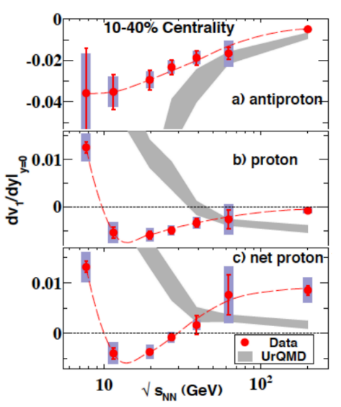 10-40% Centrality
0
-0.02
-0.04
a) antiproton
0.01
b) proton
0
dv₁/dy|y=0
c) net proton
0.01
0
Data
UrQMD
10
10²
√sNN (GeV)